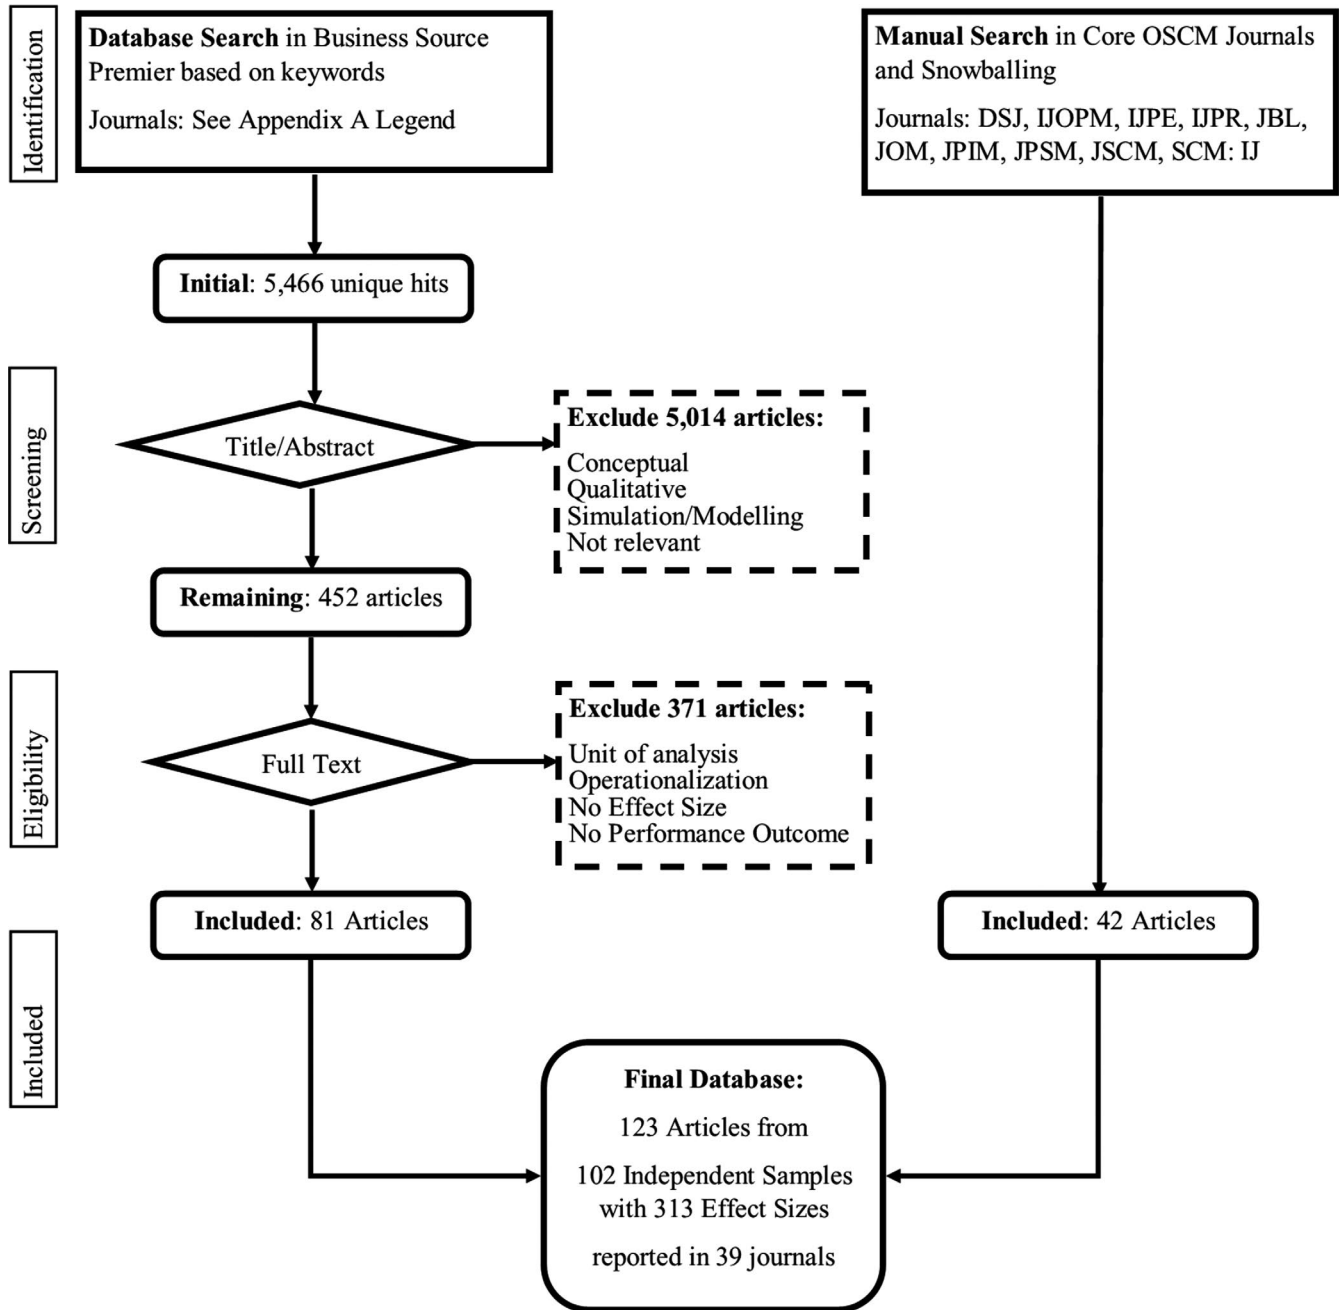 Identification
Database Search in Business Source
Premier based on keywords
Journals: See Appendix A Legend
Manual Search in Core OSCM Journals
and Snowballing
Journals: DSJ, IJOPM, IJPE, IJPR, JBL,
JOM, JPIM, JPSM, JSCM, SCM: IJ
Initial: 5,466 unique hits
Screening
Title/Abstract
Exclude 5,014 articles:
Conceptual
Qualitative
Simulation/Modelling
Not relevant
Remaining: 452 articles
Eligibility
Full Text
Exclude 371 articles:
Unit of analysis
Operationalization
No Effect Size
No Performance Outcome
Included: 81 Articles
Included: 42 Articles
Included
Final Database:
123 Articles from
102 Independent Samples
with 313 Effect Sizes
reported in 39 journals